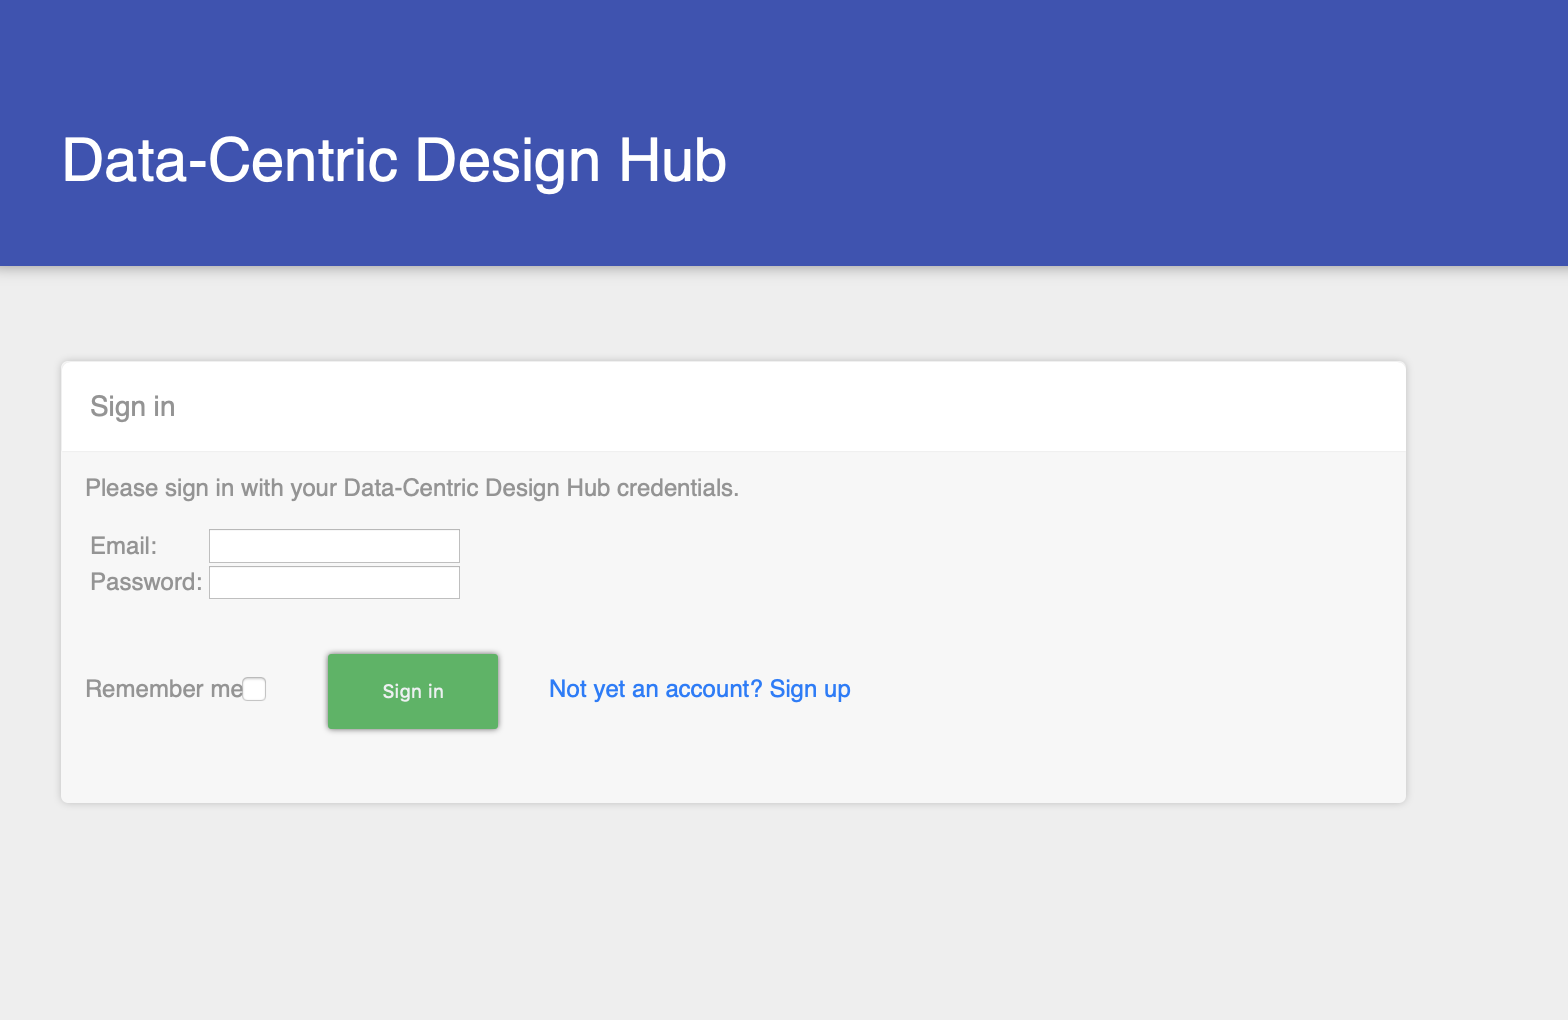 Data-Centric Design Hub
Sign in
Please sign in with your Data-Centric Design Hub credentials.
Email:
Password:
Remember me Sign in Not yet an account? Sign up